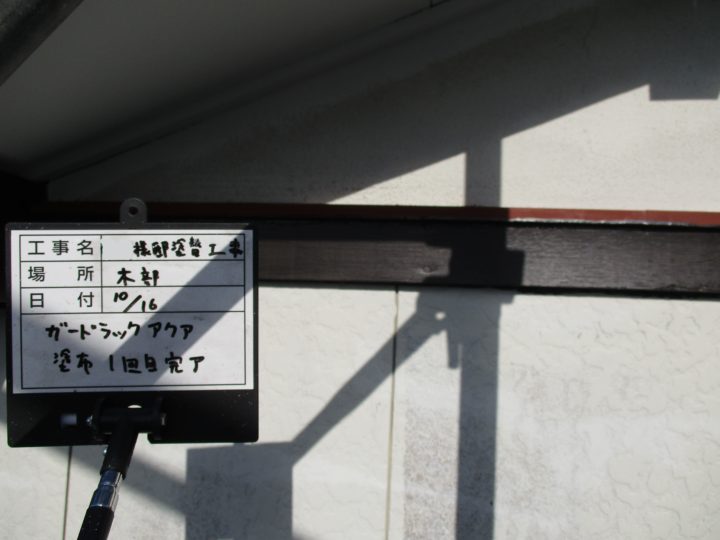 工事名 様邸塗替工事
場所 木部
日付 10/16
ガードラックアクア
塗布1回目完了